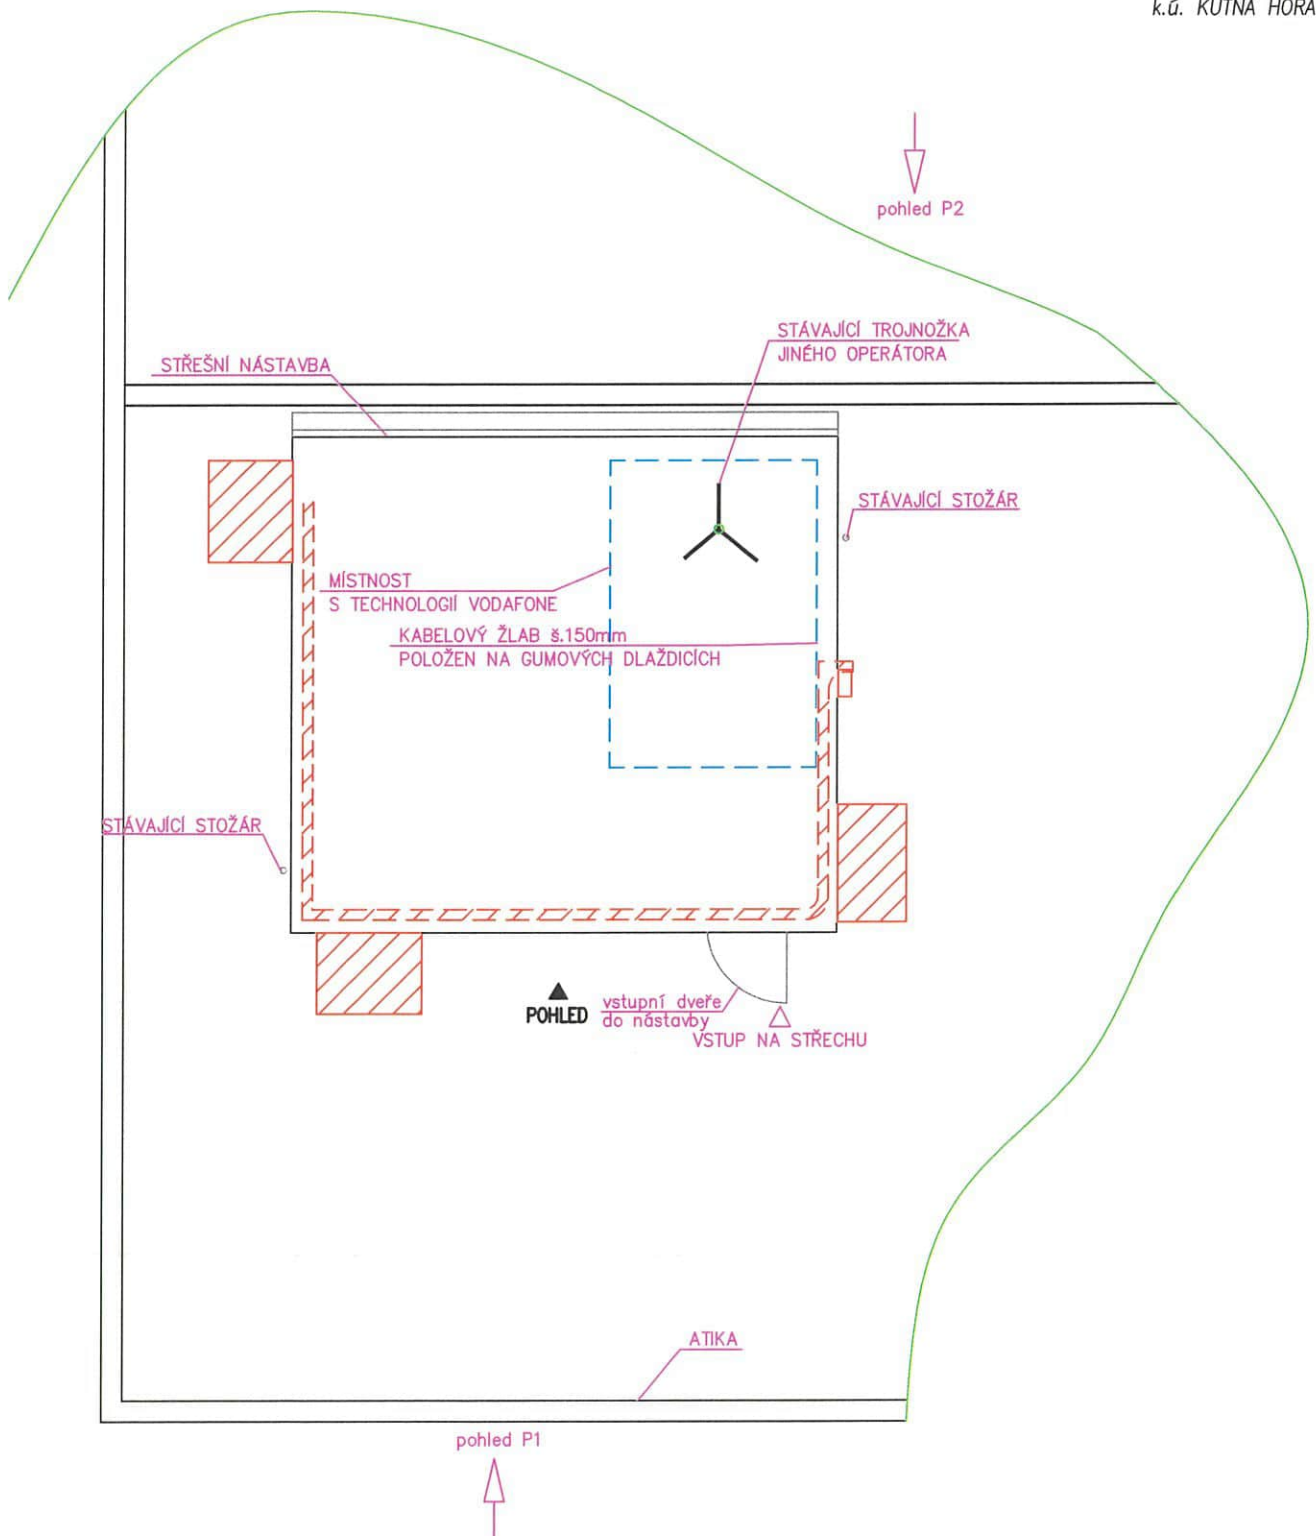 k.ú. KUTNÁ HORA
pohled P2
STÁVAJÍCÍ TROJNOŽKA
JINÉHO OPERÁTORA
STŘEŠNÍ NÁSTAVBA
STÁVAJÍCÍ STOŽÁR
MÍSTNOST
S TECHNOLOGIÍ VODAFONE
KABELOVÝ ŽLAB š.150mm
POLOŽEN NA GUMOVÝCH DLAŽDICÍCH
STÁVAJÍCÍ STOŽÁR
POHLED
vstupní dveře
do nástavby
VSTUP NA STŘECHU
ATIKA
pohled P1